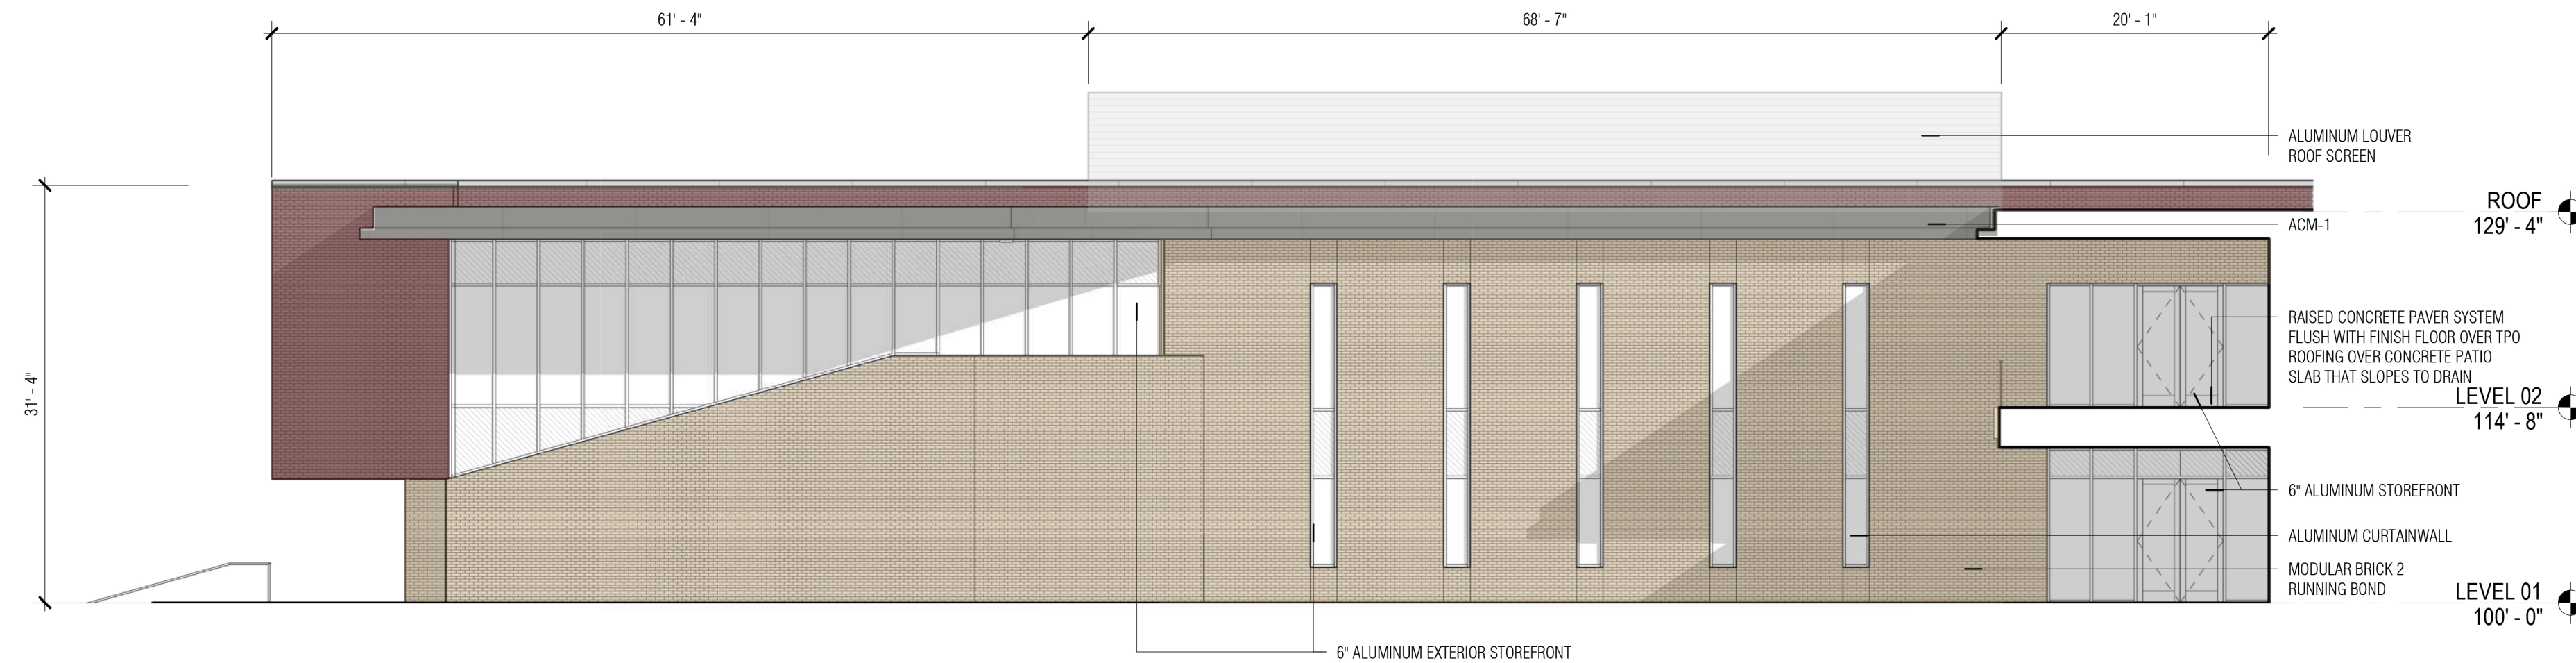 61' - 4"
68' - 7"
20' - 1"
ALUMINUM LOUVER
ROOF SCREEN
ROOF
129' - 4"
ACM-1
RAISED CONCRETE PAVER SYSTEM
FLUSH WITH FINISH FLOOR OVER TPO
ROOFING OVER CONCRETE PATIO
SLAB THAT SLOPES TO DRAIN
31' - 4"
LEVEL 02
114' - 8"
6" ALUMINUM STOREFRONT
ALUMINUM CURTAINWALL
MODULAR BRICK 2
RUNNING BOND
LEVEL 01
100' - 0"
6" ALUMINUM EXTERIOR STOREFRONT